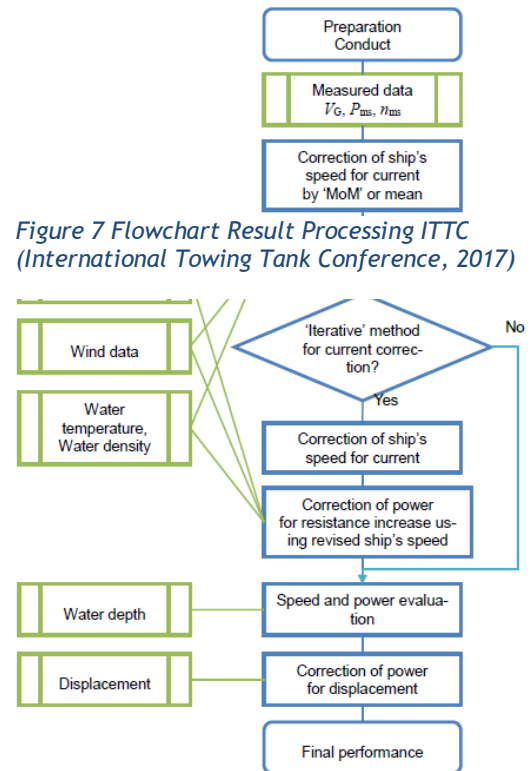 Preparation
Conduct
Measured data
VG, Pms, nms
Correction of ship's
speed for current
by 'MoM' or mean
Figure 7 Flowchart Result Processing ITTC
(International Towing Tank Conference, 2017)
'Iterative' method
for current correc-
tion?
No
Wind data
Yes
Water
temperature,
Water density
Correction of ship's
speed for current
Correction of power
for resistance increase us-
ing revised ship's speed
Speed and power evalua-
tion
Water depth
Correction of power
for displacement
Displacement
Final performance